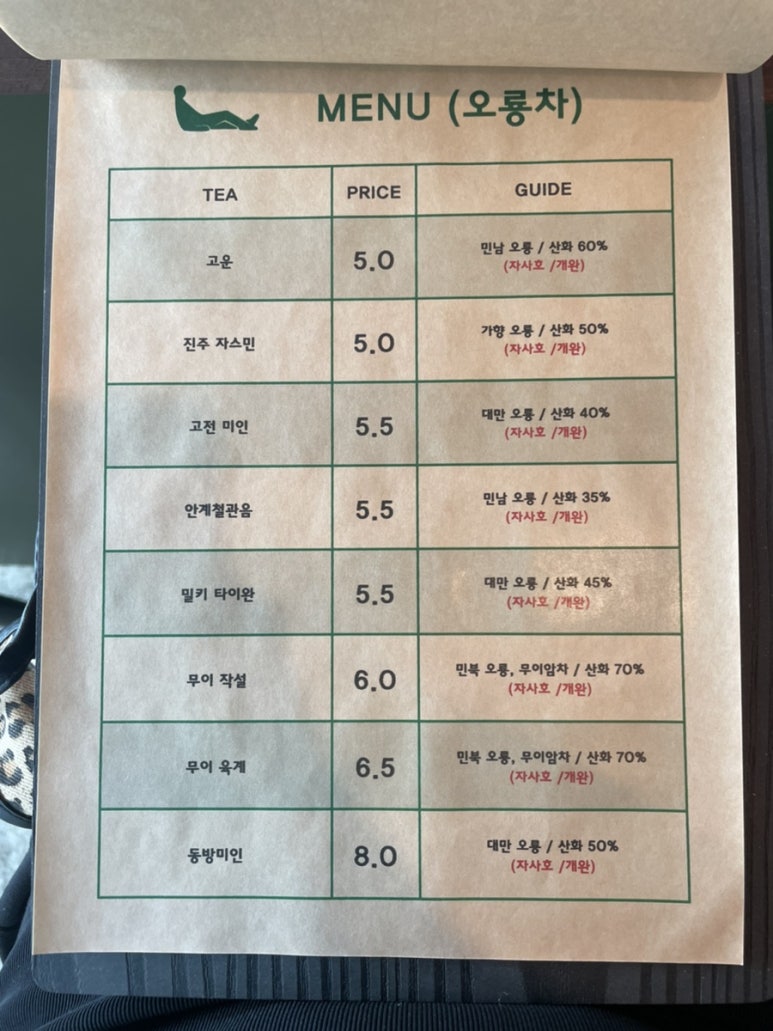 MENU (오룡차)
TEA PRICE GUIDE
고운 5.0 민남 오룡 / 산화 60%
(자사호 /개완)
진주 자스민 5.0 가향 오룡 / 산화 50%
(자사호 /개완)
고전 미인 5.5 대만 오룡 / 산화 40%
(자사호 /개완)
안계철관음 5.5 민남 오룡 / 산화 35%
(자사호 /개완)
밀키 타이완 5.5 대만 오룡 / 산화 45%
(자사호 /개완)
무이 작설 6.0 민북 오룡, 무이암차 / 산화 70%
(자사호 /개완)
무이 육계 6.5 민북 오룡, 무이암차 / 산화 70%
(자사호 /개완)
동방미인 8.0 대만 오룡 / 산화 50%
(자사호 /개완)